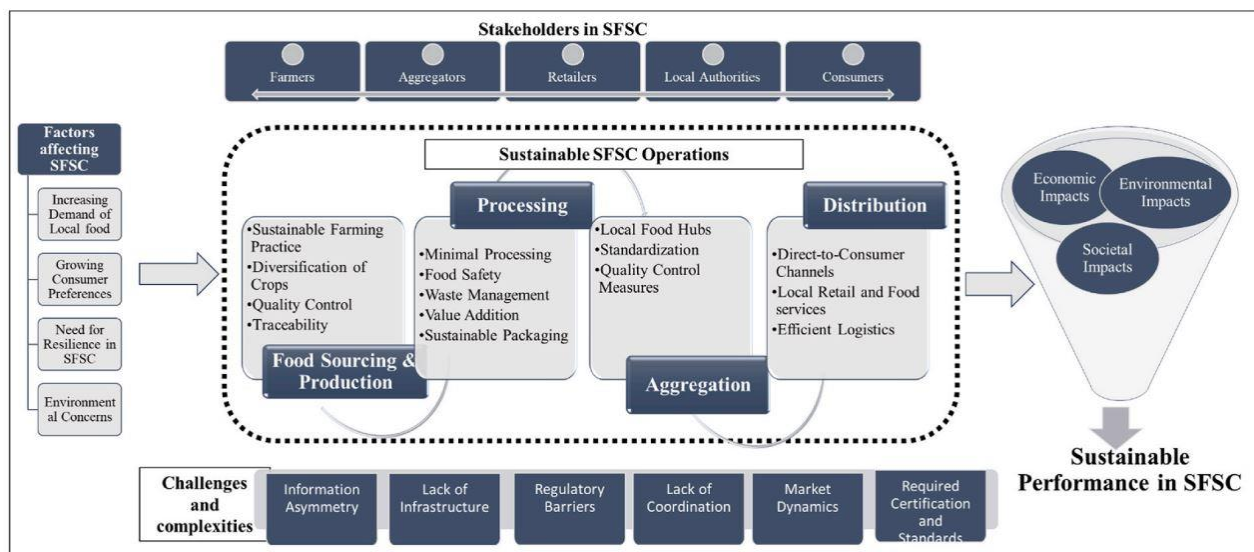 Stakeholders in SFSC
Farmers
Aggregators
Retailers
Local Authorities
Consumers
Factors
affecting
SFSC
Increasing
Demand of
Local food
Growing
Consumer
Preferences
Need for
Resilience in
SFSC
Environment
al Concerns
Sustainable SFSC Operations
•Sustainable Farming
Practice
•Diversification of
Crops
•Quality Control
•Traceability
Food Sourcing &
Production
Processing
•Minimal Processing
•Food Safety
•Waste Management
•Value Addition
•Sustainable Packaging
•Local Food Hubs
•Standardization
•Quality Control
Measures
Aggregation
Distribution
•Direct-to-Consumer
Channels
•Local Retail and Food
services
•Efficient Logistics
Economic
Impacts
Environmental
Impacts
Societal
Impacts
Sustainable
Performance in SFSC
Challenges
and
complexities
Information
Asymmetry
Lack of
Infrastructure
Regulatory
Barriers
Lack of
Coordination
Market
Dynamics
Required
Certification
and
Standards